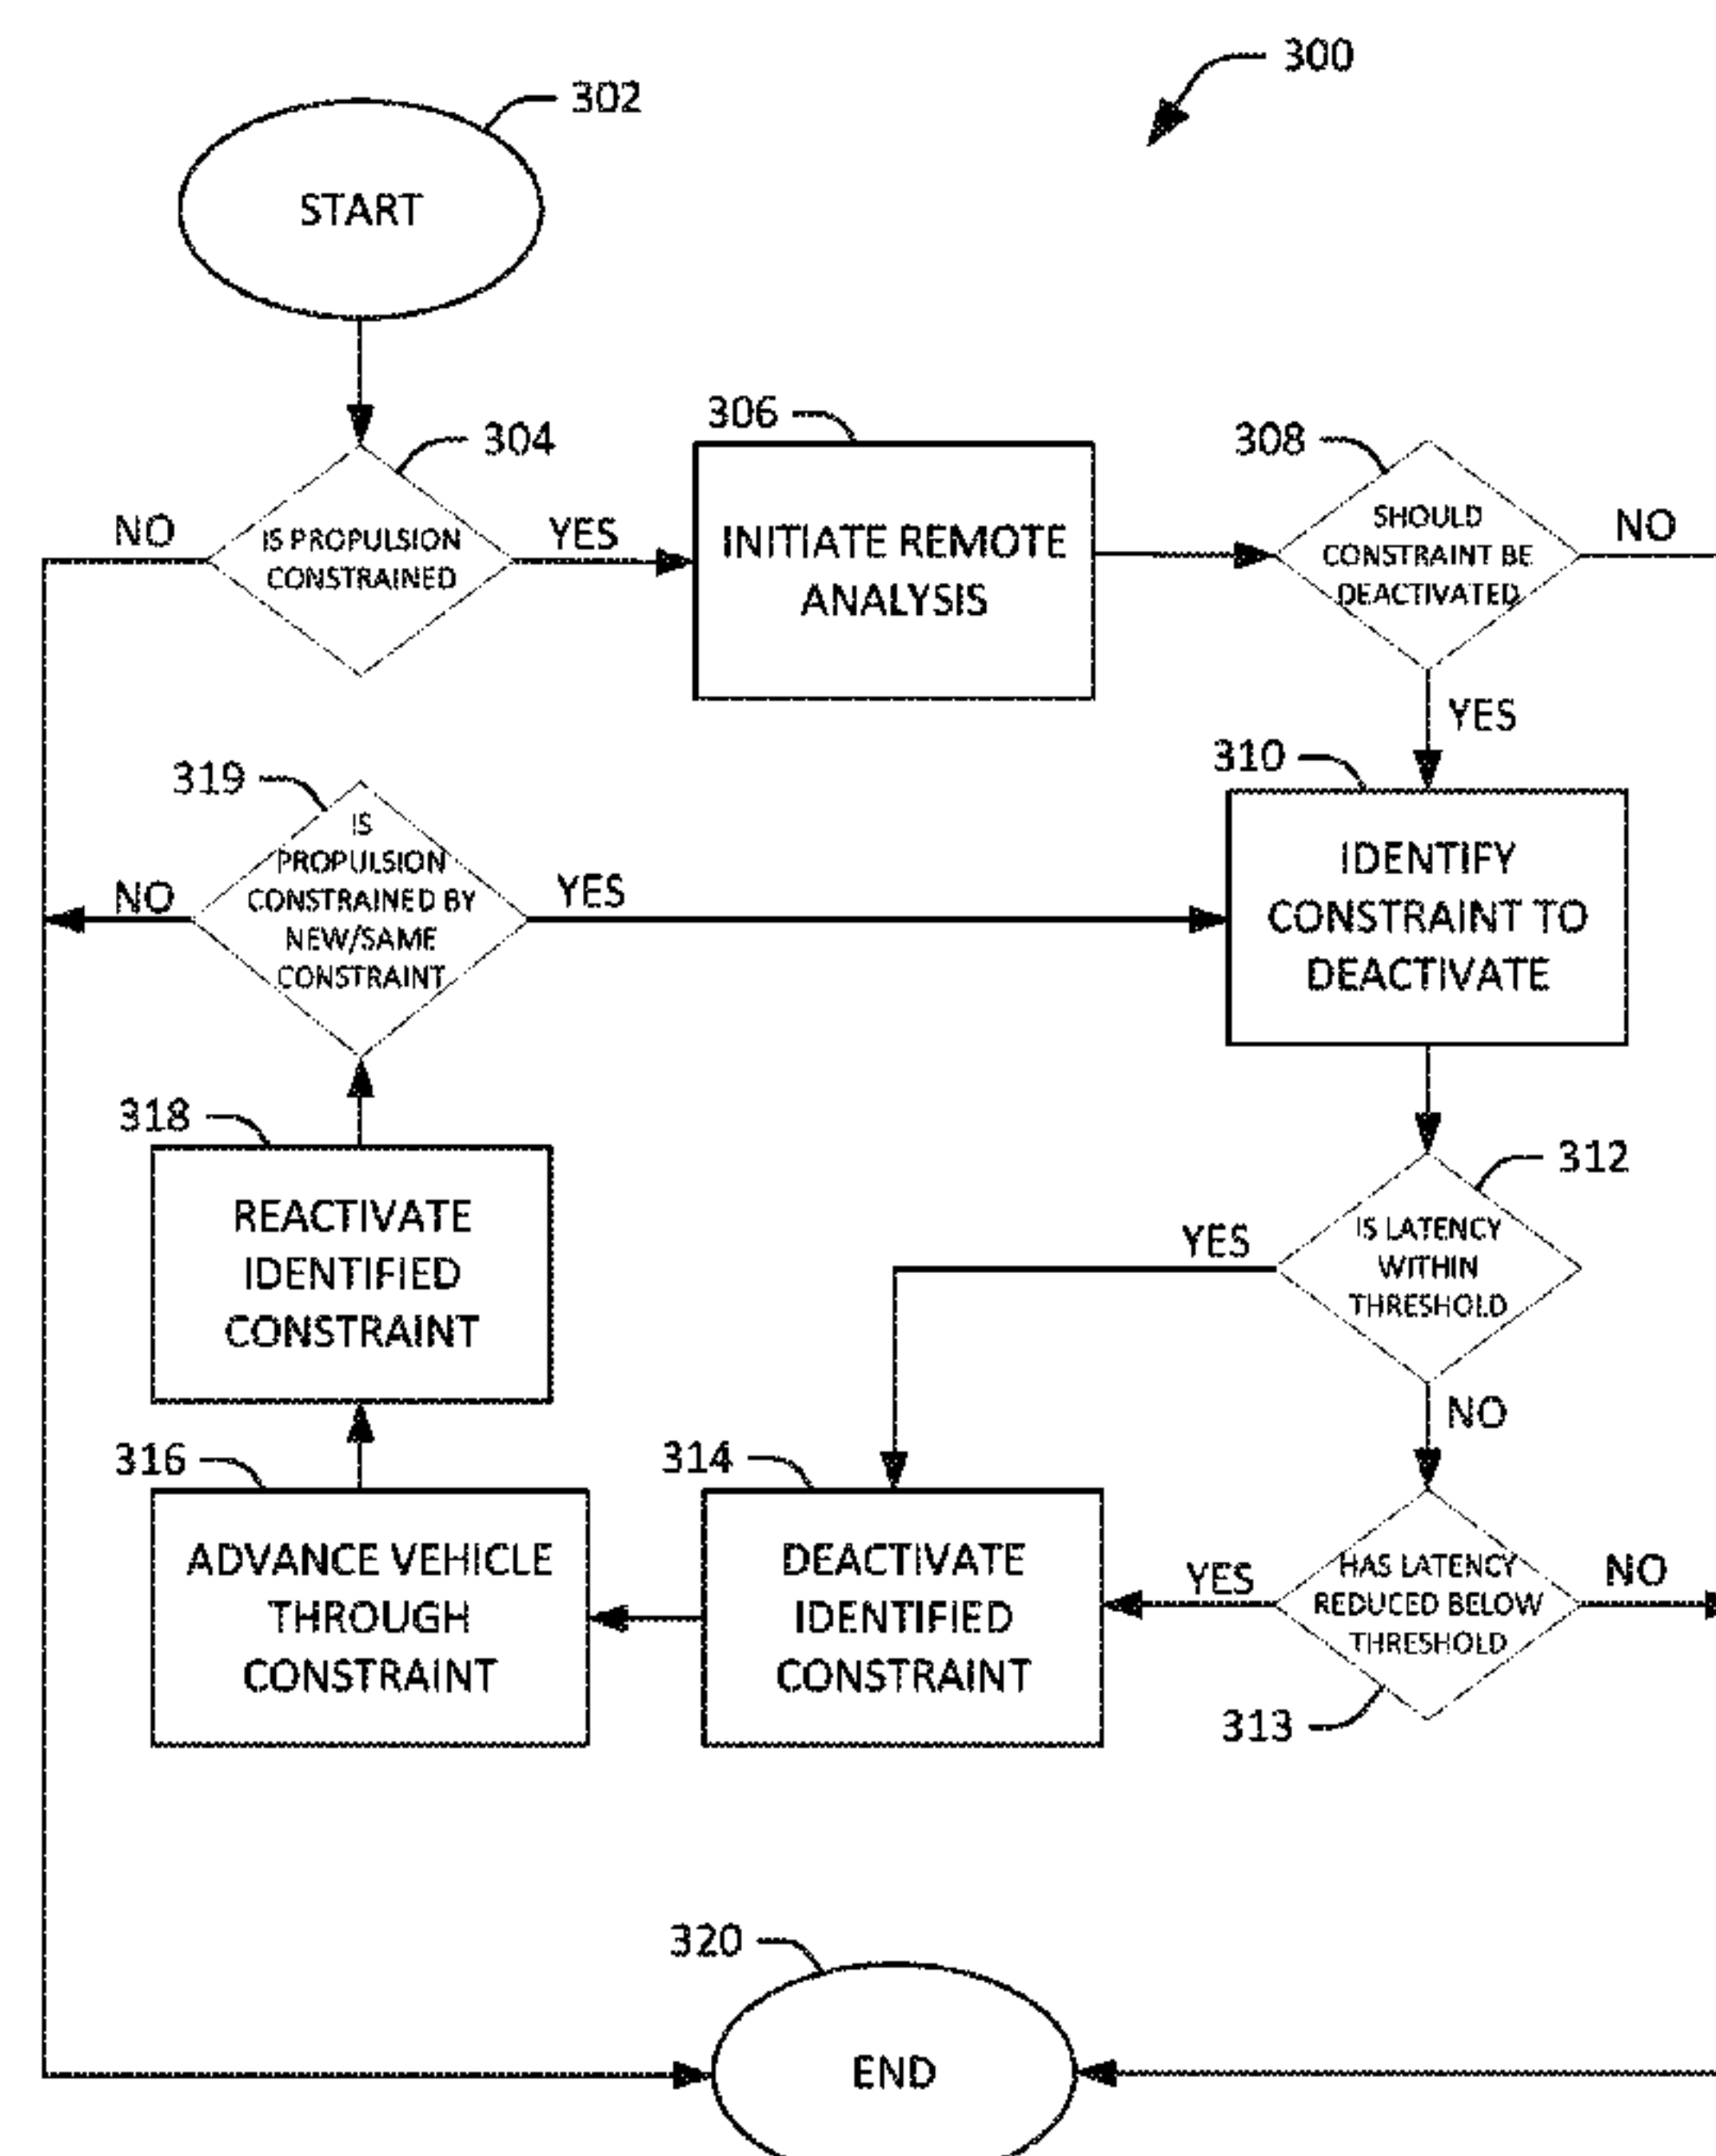 300
302
START
304
NO
IS PROPULSION
CONSTRAINED
YES
306
INITIATE REMOTE
ANALYSIS
308
SHOULD
CONSTRAINT BE
DEACTIVATED
NO
YES
310
IDENTIFY
CONSTRAINT TO
DEACTIVATE
319
IS
PROPULSION
CONSTRAINED BY
NEW/SAME
CONSTRAINT
NO
YES
318
REACTIVATE
IDENTIFIED
CONSTRAINT
312
IS LATENCY
WITHIN
THRESHOLD
YES
NO
316
ADVANCE VEHICLE
THROUGH
CONSTRAINT
314
DEACTIVATE
IDENTIFIED
CONSTRAINT
YES
HAS LATENCY
REDUCED BELOW
THRESHOLD
NO
313
320
END